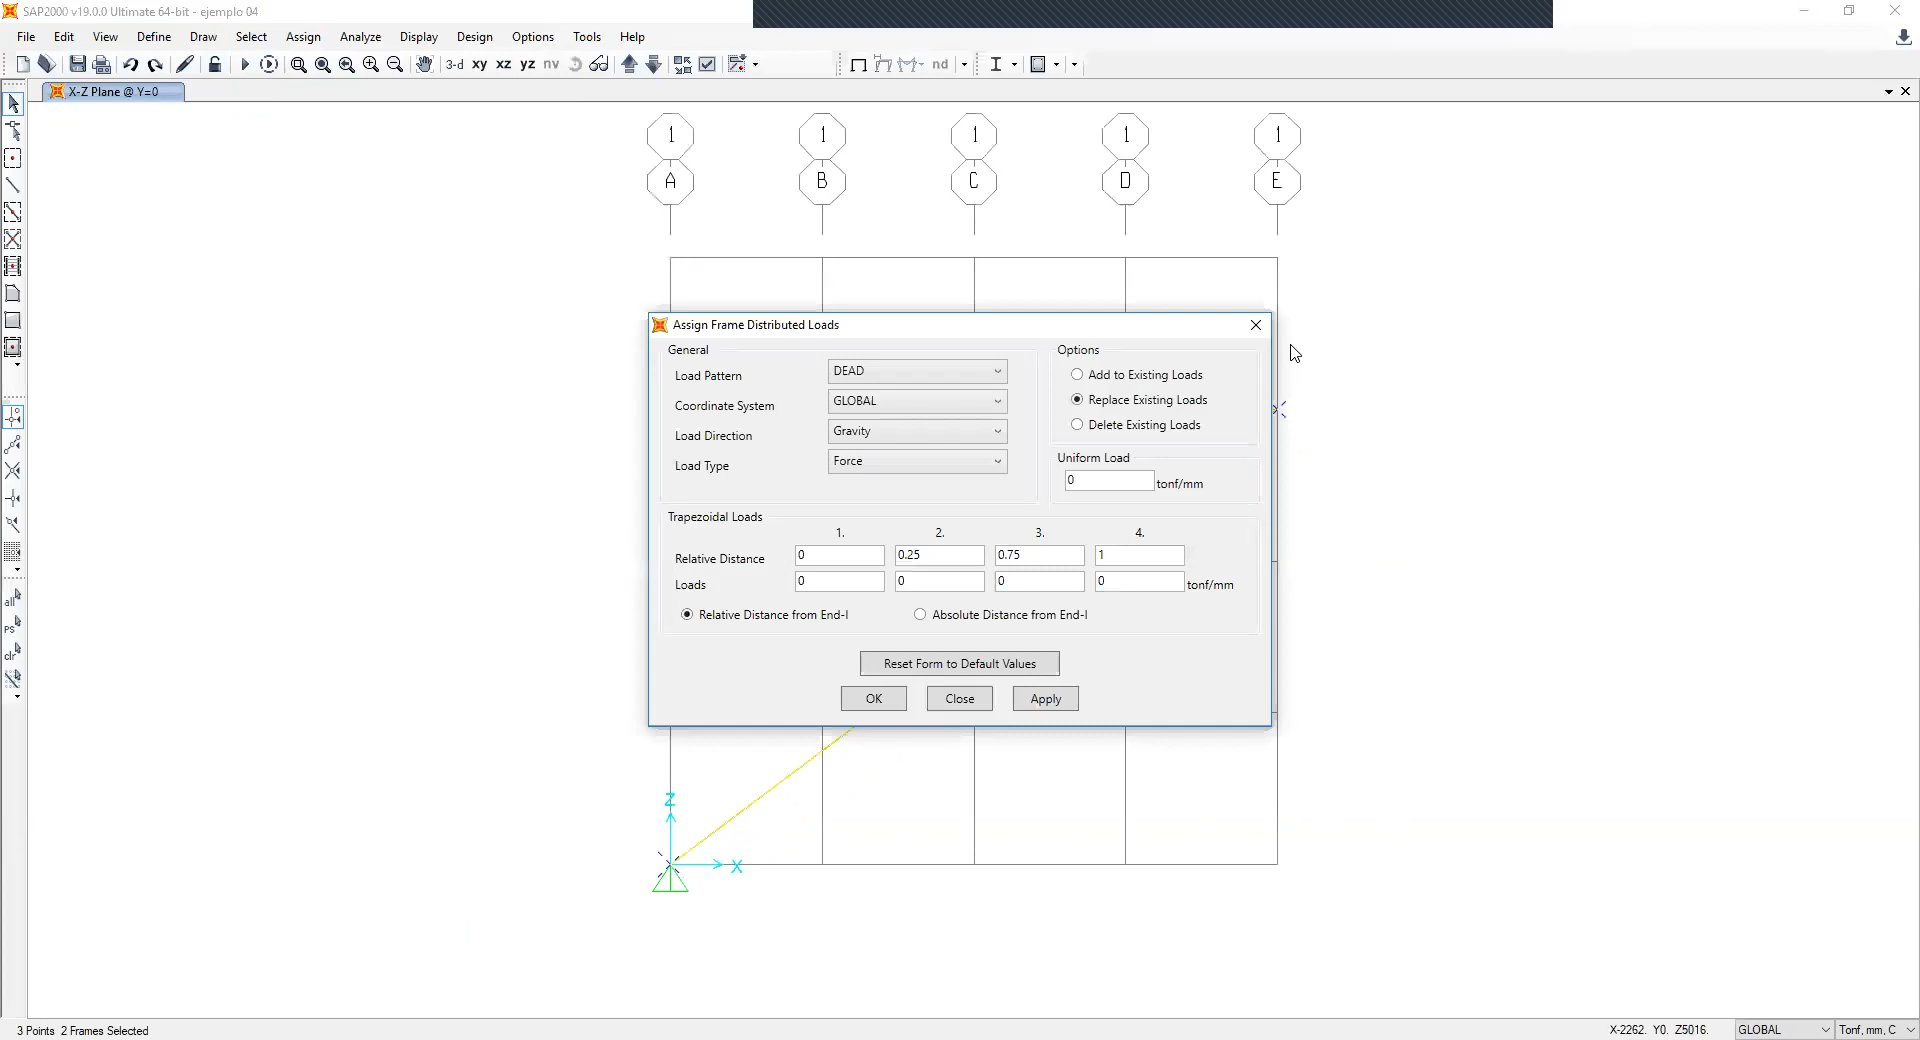 SAP2000 v19.0.0 Ultimate 64-bit - ejemplo 04
File Edit View Define Draw Select Assign Analyze Display Design Options Tools Help
3-d xy xz yz nv nd
X-Z Plane @ Y=0
1 1 1 1 1
A B C D E
Assign Frame Distributed Loads
General
Load Pattern DEAD
Coordinate System GLOBAL
Load Direction Gravity
Load Type Force
Options
Add to Existing Loads
Replace Existing Loads
Delete Existing Loads
Uniform Load
0 tonf/mm
Trapezoidal Loads
1. 2. 3. 4.
Relative Distance 0 0.25 0.75 1
Loads 0 0 0 0 tonf/mm
Relative Distance from End-I Absolute Distance from End-I
Reset Form to Default Values
OK Close Apply
all
PS
clr
Z
X
3 Points 2 Frames Selected
X-2262. Y0. Z5016. GLOBAL Tonf, mm, C